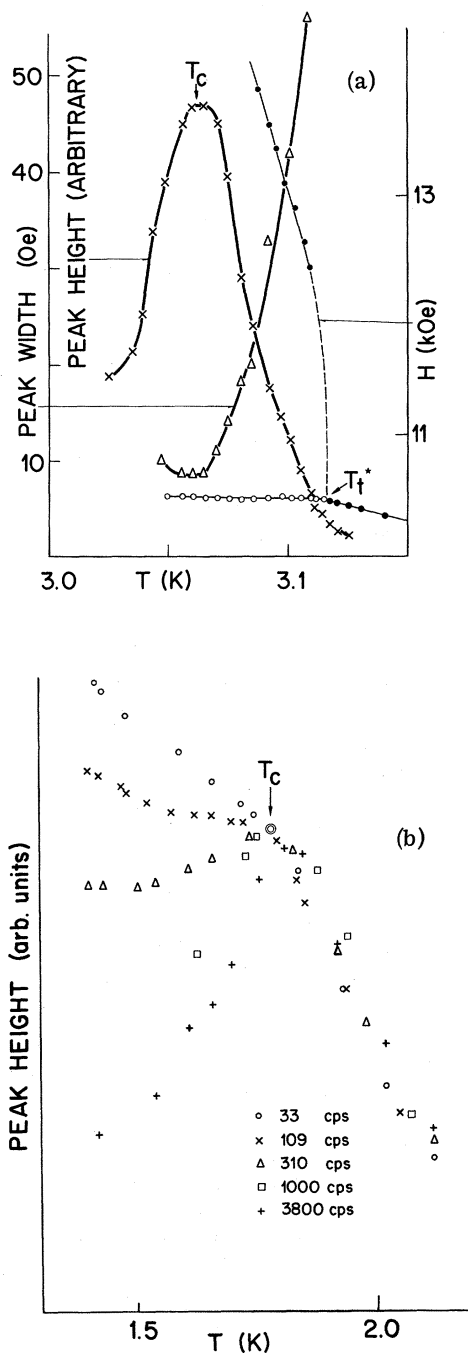 (a)
T_c
50
40
10
PEAK WIDTH (Oe)
PEAK HEIGHT (ARBITRARY)
13
11
H (kOe)
T_t*
3.0
3.1
T (K)
(b)
T_c
PEAK HEIGHT (arb. units)
○ 33 cps
× 109 cps
△ 310 cps
□ 1000 cps
+ 3800 cps
1.5
2.0
T (K)